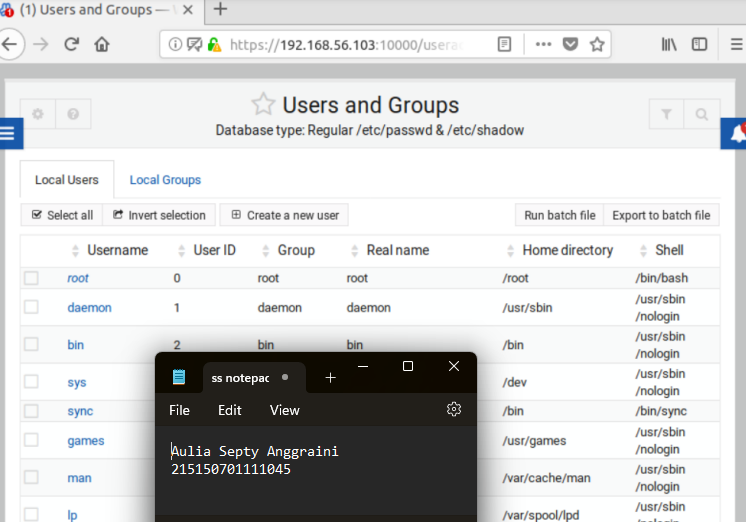 (1) Users and Groups —
https://192.168.56.103:10000/usera
Users and Groups
Database type: Regular /etc/passwd & /etc/shadow
Local Users
Local Groups
Select all
Invert selection
Create a new user
Run batch file
Export to batch file
Username User ID Group Real name Home directory Shell
root 0 root root /root /bin/bash
daemon 1 daemon daemon /usr/sbin /usr/sbin
/nologin
bin 2 bin bin /bin /usr/sbin
/nologin
sys /dev /usr/sbin
/nologin
sync /bin /bin/sync
games /usr/games /usr/sbin
/nologin
man /var/cache/man /usr/sbin
/nologin
lp /var/spool/lpd /usr/sbin
ss notepad
File Edit View
Aulia Septy Anggraini
215150701111045